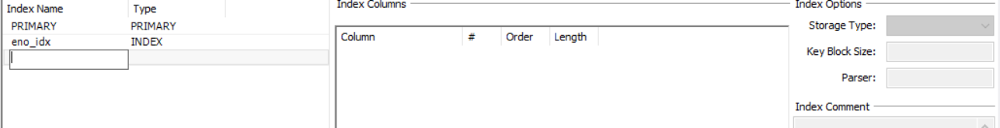 Index Name Type
PRIMARY PRIMARY
eno_idx INDEX
Index Columns
Column # Order Length
Index Options
Storage Type:
Key Block Size:
Parser:
Index Comment